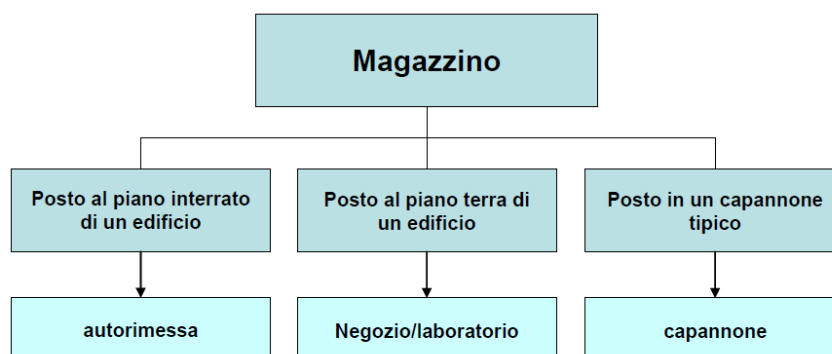 Magazzino
Posto al piano interrato
di un edificio
Posto al piano terra di
un edificio
Posto in un capannone
tipico
autorimessa
Negozio/laboratorio
capannone